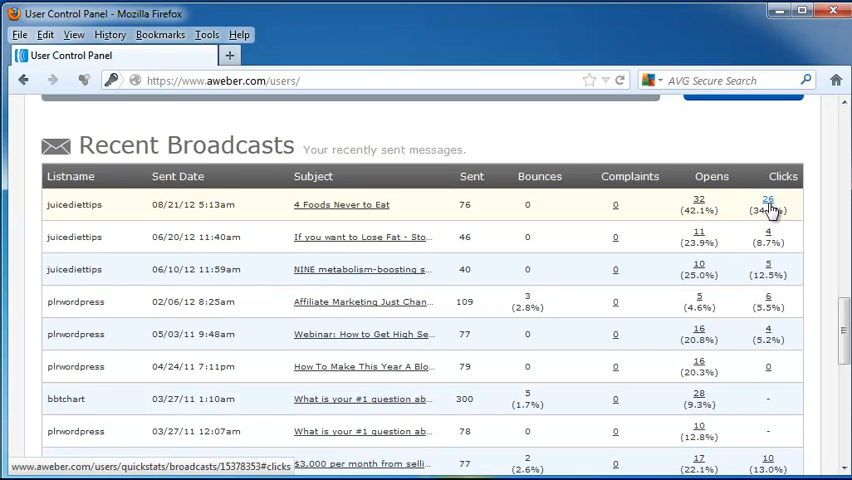 User Control Panel - Mozilla Firefox
File Edit View History Bookmarks Tools Help
User Control Panel
https://www.aweber.com/users/ AVG Secure Search
Recent Broadcasts Your recently sent messages.
Listname Sent Date Subject Sent Bounces Complaints Opens Clicks
juicediettips 08/21/12 5:13am 4 Foods Never to Eat 76 0 0 32 26
(42.1%)
juicediettips 06/20/12 11:40am If you want to Lose Fat - Sto... 46 0 0 11 4
(23.9%) (8.7%)
juicediettips 06/10/12 11:59am NINE metabolism-boosting s... 40 0 0 10 5
(25.0%) (12.5%)
plrwordpress 02/06/12 8:25am Affiliate Marketing Just Chan... 109 3 0 5 6
(2.8%) (4.6%) (5.5%)
plrwordpress 05/03/11 9:48am Webinar: How to Get High Se... 77 0 0 16 4
(20.8%) (5.2%)
plrwordpress 04/24/11 7:11pm How To Make This Year A Blo... 79 0 0 16 0
(20.3%)
bbtchart 03/27/11 1:10am What is your #1 question ab... 300 5 0 28 -
(1.7%) (9.3%)
plrwordpress 03/27/11 12:07am What is your #1 question ab... 78 0 0 10 -
(12.8%)
$3,000 per month from selli... 77 2 0 17 10
(2.6%) (22.1%) (13.0%)
www.aweber.com/users/quickstats/broadcasts/15378353#clicks